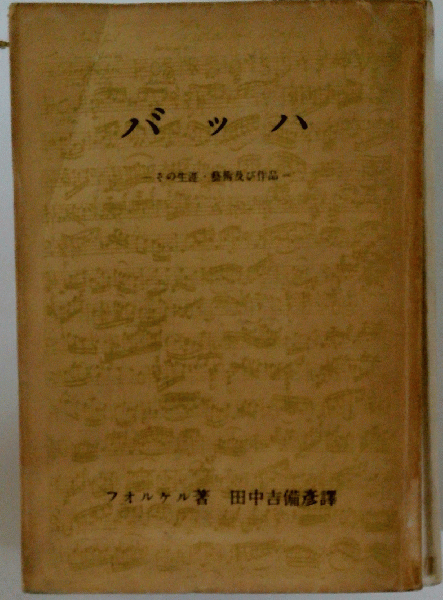 バッハ
—その生涯・藝術及び作品—
フォルケル著 田中吉備彦譯